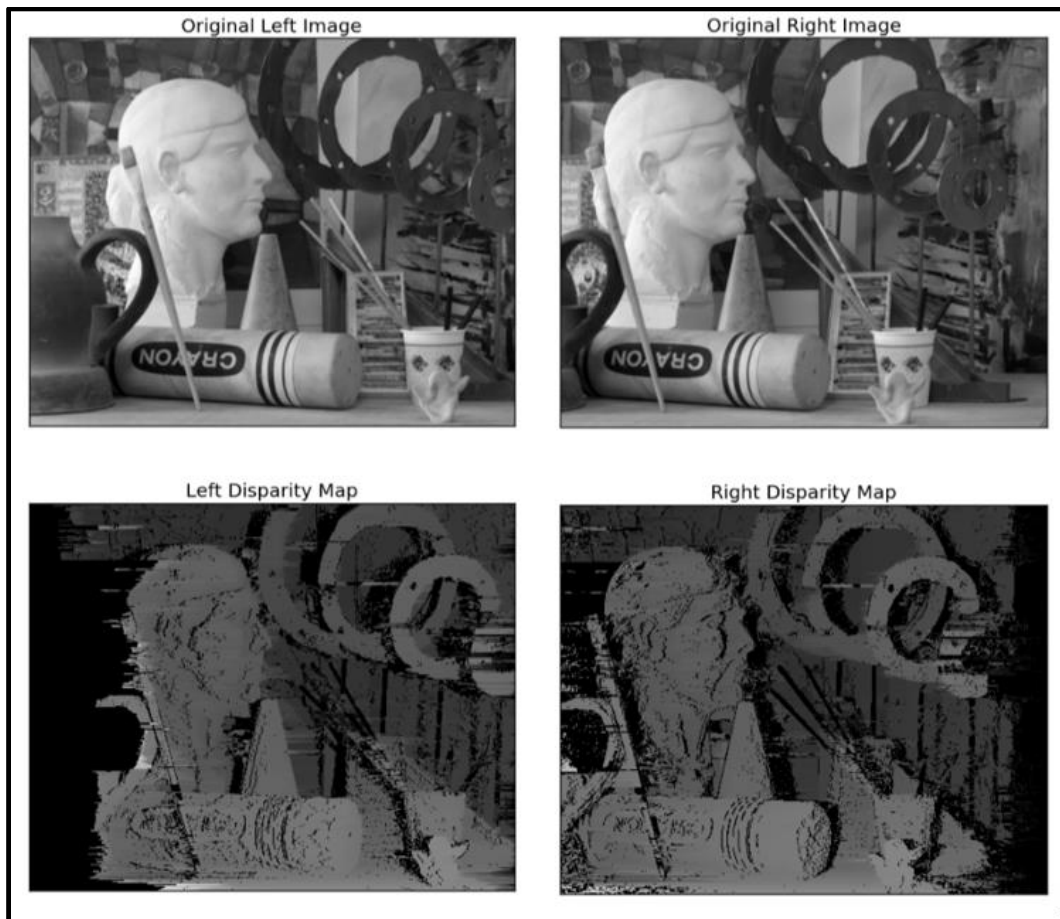 Original Left Image
Original Right Image
CRAYON
CRAYON
Left Disparity Map
Right Disparity Map